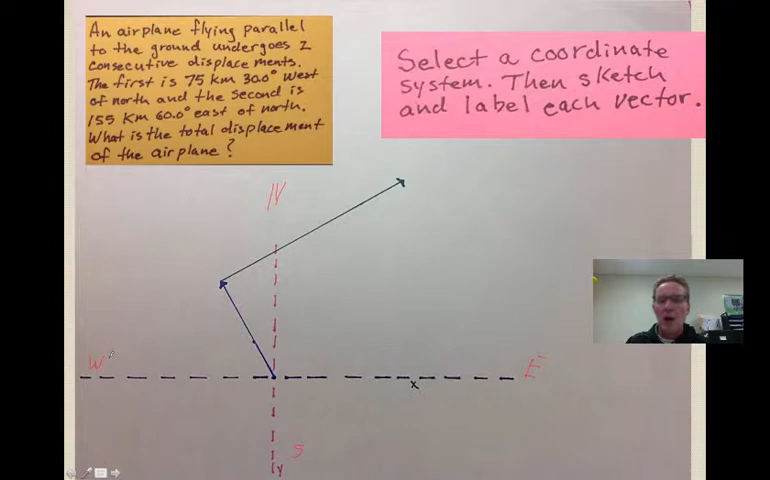 An airplane flying parallel
to the ground undergoes 2
consecutive displacements.
The first is 75 km 30.0° west
of north and the second is
155 km 60.0° east of north.
What is the total displacement
of the airplane?
Select a coordinate
system. Then sketch
and label each vector.
N
W
E
x
S
y